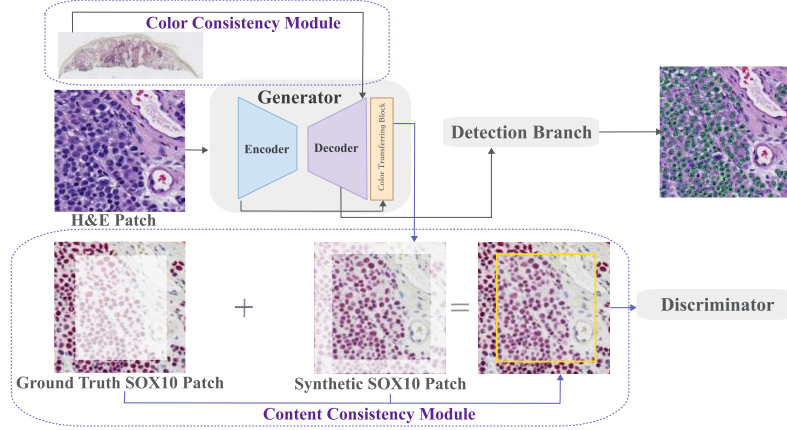 Color Consistency Module
Generator
Encoder
Decoder
Color Transferring Block
Detection Branch
H&E Patch
+
=
Discriminator
Ground Truth SOX10 Patch
Synthetic SOX10 Patch
Content Consistency Module